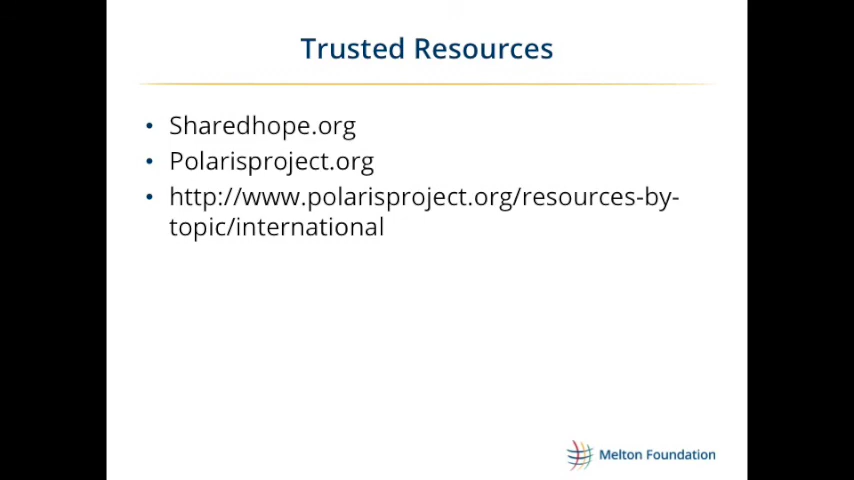 Trusted Resources
• Sharedhope.org
• Polarisproject.org
• http://www.polarisproject.org/resources-by-
topic/international
Melton Foundation